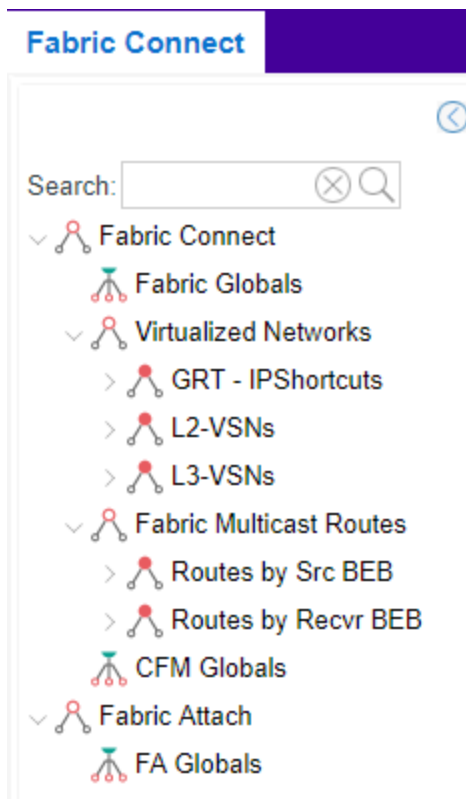 Fabric Connect
Search:
Fabric Connect
Fabric Globals
Virtualized Networks
GRT - IPShortcuts
L2-VSNs
L3-VSNs
Fabric Multicast Routes
Routes by Src BEB
Routes by Recvr BEB
CFM Globals
Fabric Attach
FA Globals